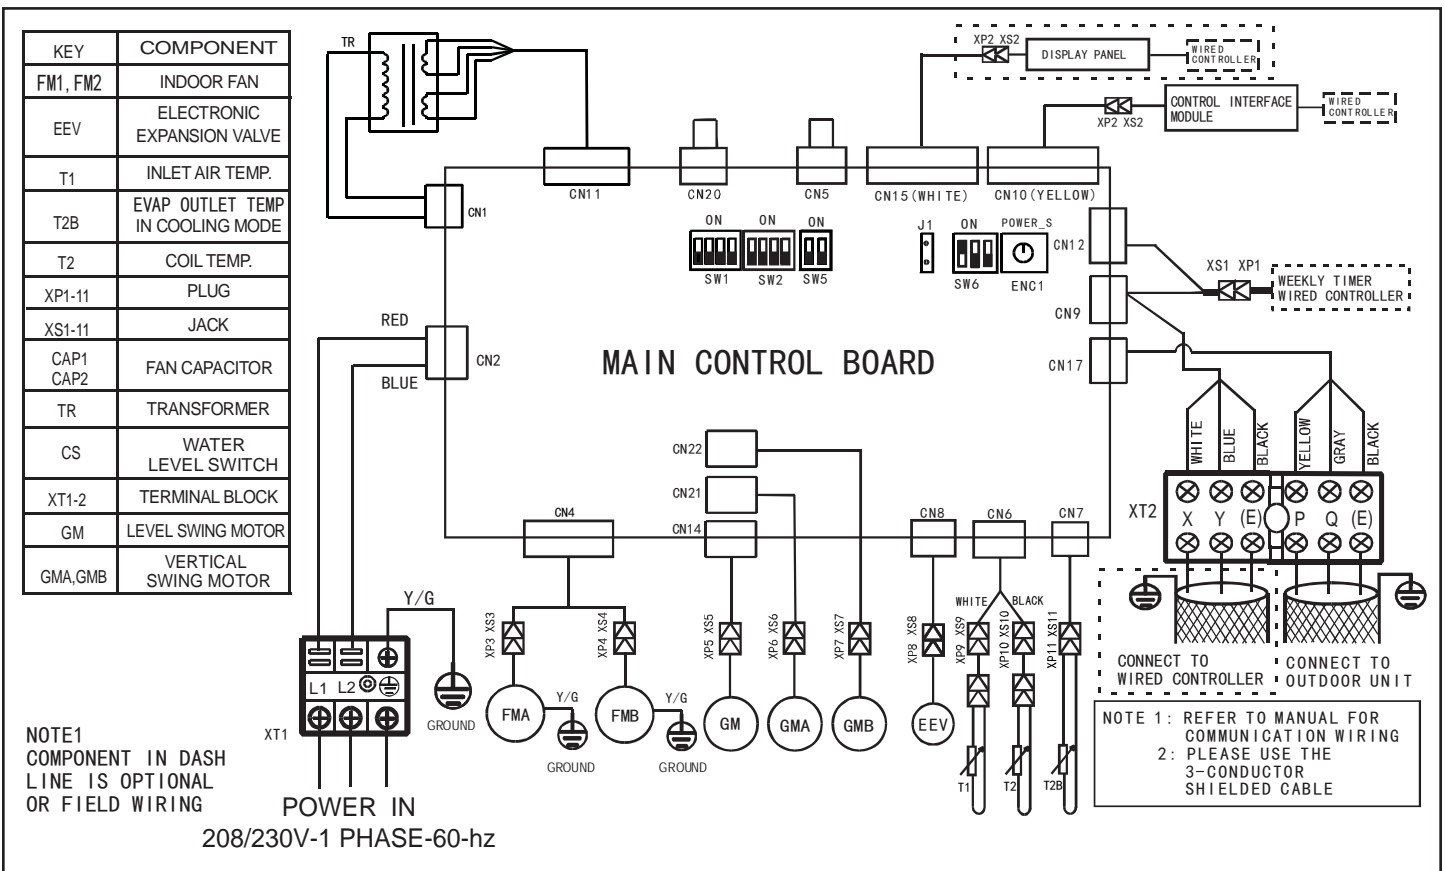 KEY COMPONENT
FM1, FM2 INDOOR FAN
EEV ELECTRONIC
EXPANSION VALVE
T1 INLET AIR TEMP.
T2B EVAP OUTLET TEMP
IN COOLING MODE
T2 COIL TEMP.
XP1-11 PLUG
XS1-11 JACK
CAP1
CAP2
FAN CAPACITOR
TR TRANSFORMER
CS WATER
LEVEL SWITCH
XT1-2 TERMINAL BLOCK
GM LEVEL SWING MOTOR
GMA,GMB VERTICAL
SWING MOTOR
TR
XP2 XS2
DISPLAY PANEL
WIRED
CONTROLLER
XP2 XS2
CONTROL INTERFACE
MODULE
WIRED
CONTROLLER
CN11
CN20
CN5
CN15(WHITE)
CN10(YELLOW)
CN1
ON
ON
ON
SW1
SW2
SW5
J1
ON
SW6
POWER_S
ENC1
CN12
CN9
CN17
XS1 XP1
WEEKLY TIMER
WIRED CONTROLLER
RED
BLUE
CN2
MAIN CONTROL BOARD
CN22
CN21
CN14
CN4
CN8
CN6
CN7
WHITE
BLUE
BLACK
YELLOW
GRAY
BLACK
XT2
X Y (E) P Q (E)
WHITE
BLACK
XP3 XS3
XP4 XS4
XP5 XS5
XP6 XS6
XP7 XS7
XP8 XS8
XP9 XS9
XP10 XS10
XP11 XS11
Y/G
GROUND
L1 L2
XT1
FMA
Y/G
GROUND
FMB
Y/G
GROUND
GM
GMA
GMB
EEV
T1
T2
T2B
CONNECT TO
WIRED CONTROLLER
CONNECT TO
OUTDOOR UNIT
NOTE 1: REFER TO MANUAL FOR
COMMUNICATION WIRING
2: PLEASE USE THE
3-CONDUCTOR
SHIELDED CABLE
NOTE1
COMPONENT IN DASH
LINE IS OPTIONAL
OR FIELD WIRING
POWER IN
208/230V-1 PHASE-60-hz